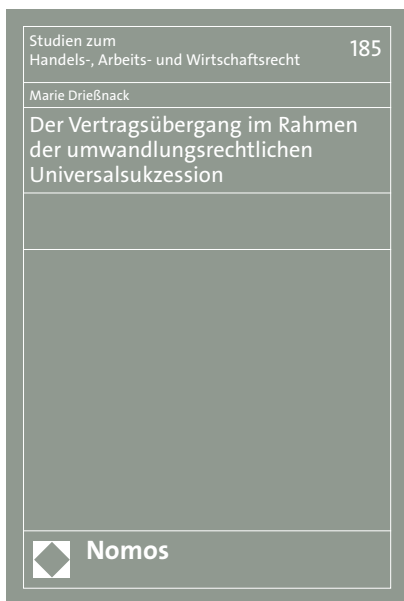 Studien zum
Handels-, Arbeits- und Wirtschaftsrecht
185
Marie Drießnack
Der Vertragsübergang im Rahmen
der umwandlungsrechtlichen
Universalsukzession
Nomos